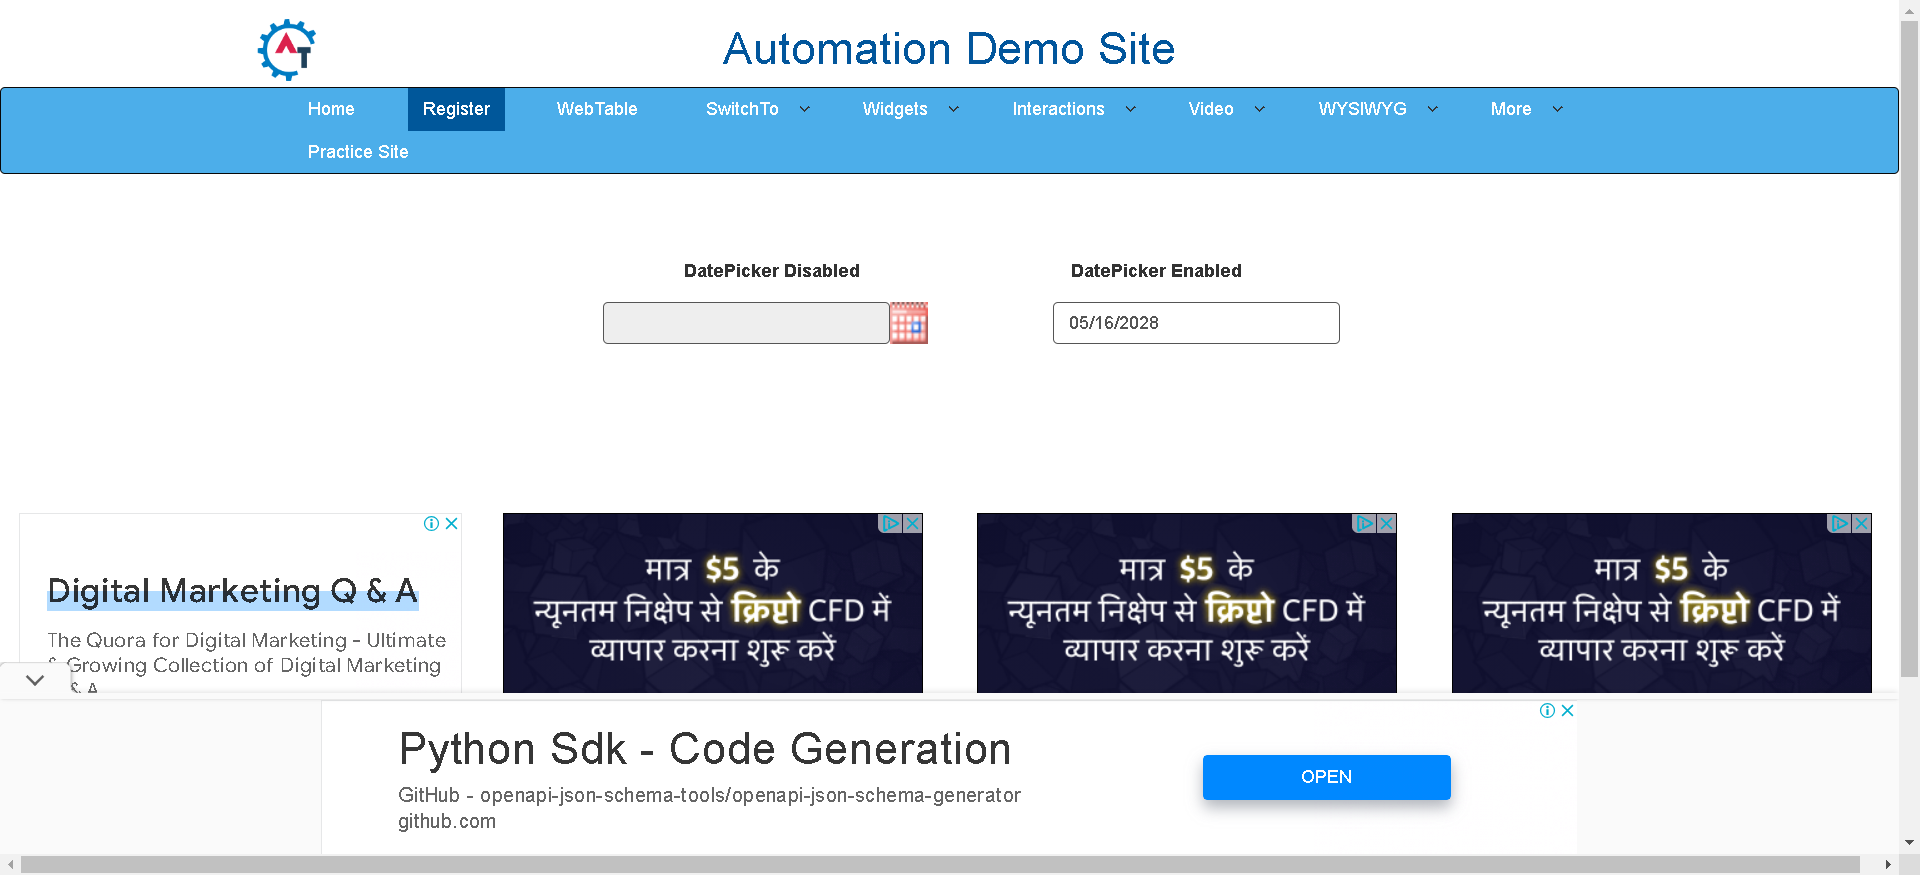 AT
Automation Demo Site
Home Register WebTable SwitchTo Widgets Interactions Video WYSIWYG More
Practice Site
DatePicker Disabled DatePicker Enabled
05/16/2028
Digital Marketing Q & A
The Quora for Digital Marketing - Ultimate
& Growing Collection of Digital Marketing
& A
मात्र $5 के
न्यूनतम निक्षेप से क्रिप्टो CFD में
व्यापार करना शुरू करें
मात्र $5 के
न्यूनतम निक्षेप से क्रिप्टो CFD में
व्यापार करना शुरू करें
मात्र $5 के
न्यूनतम निक्षेप से क्रिप्टो CFD में
व्यापार करना शुरू करें
Python Sdk - Code Generation
GitHub - openapi-json-schema-tools/openapi-json-schema-generator
github.com
OPEN